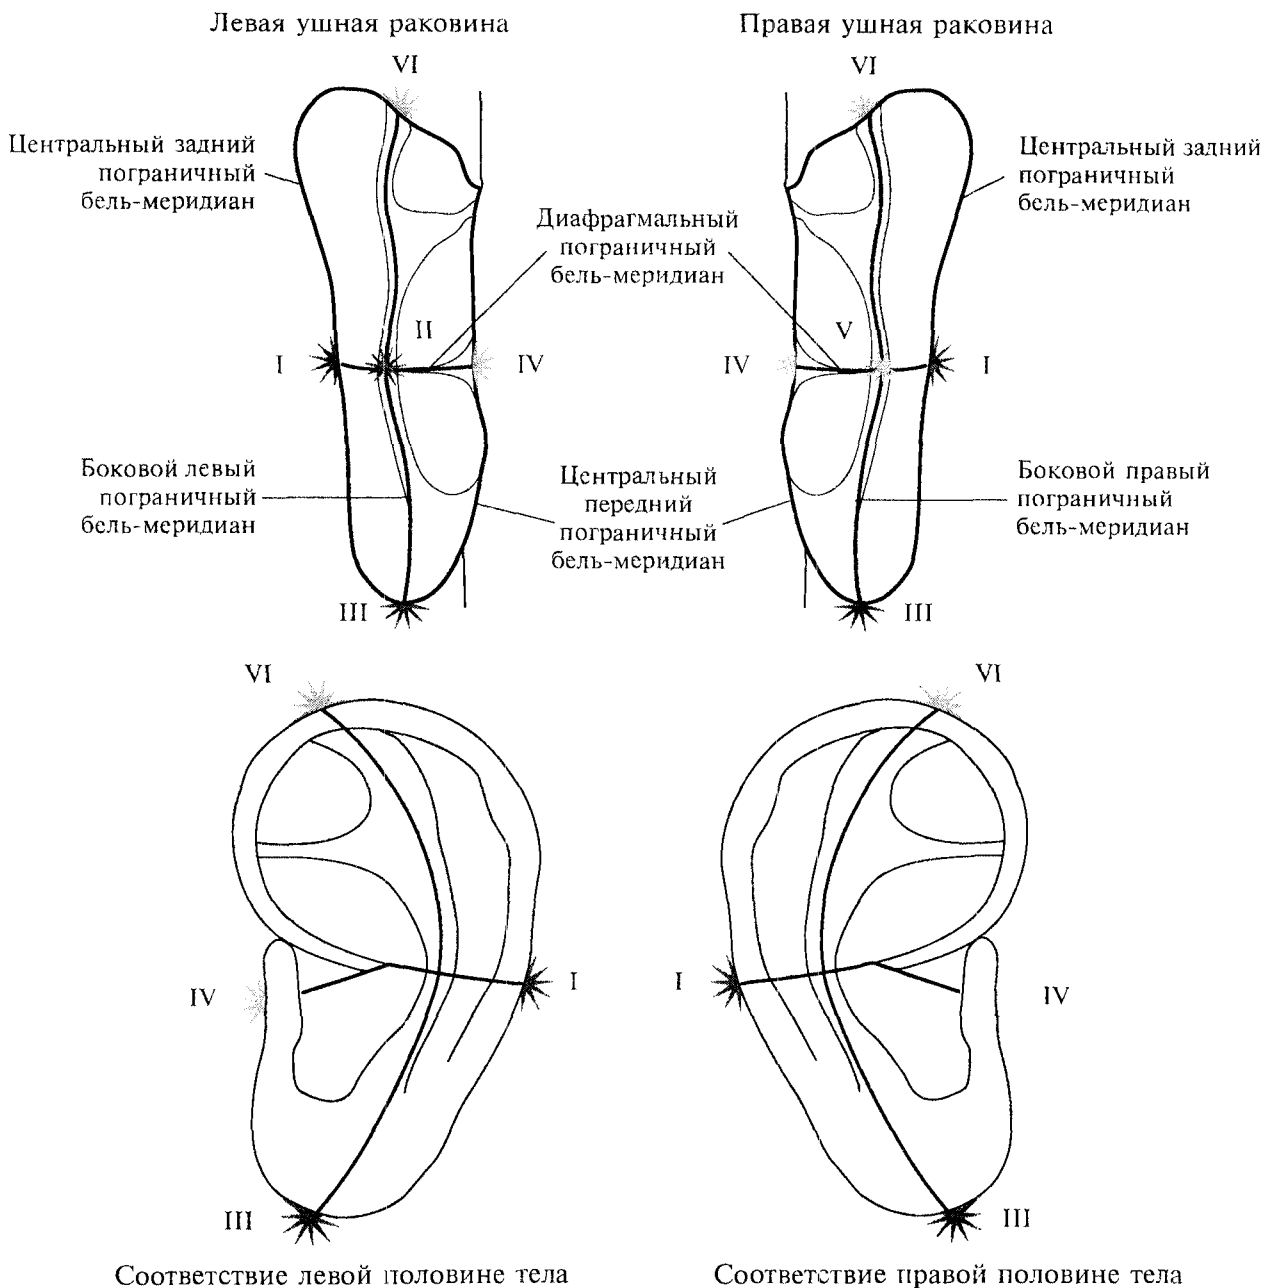 Левая ушная раковина
Правая ушная раковина
VI
VI
Центральный задний
пограничный
бель-меридиан
Центральный задний
пограничный
бель-меридиан
Диафрагмальный
пограничный
бель-меридиан
II
V
I
IV
IV
I
Боковой левый
пограничный
бель-меридиан
Центральный
передний
пограничный
бель-меридиан
Боковой правый
пограничный
бель-меридиан
III
III
VI
VI
IV
I
I
IV
III
III
Соответствие левой половине тела
Соответствие правой половине тела